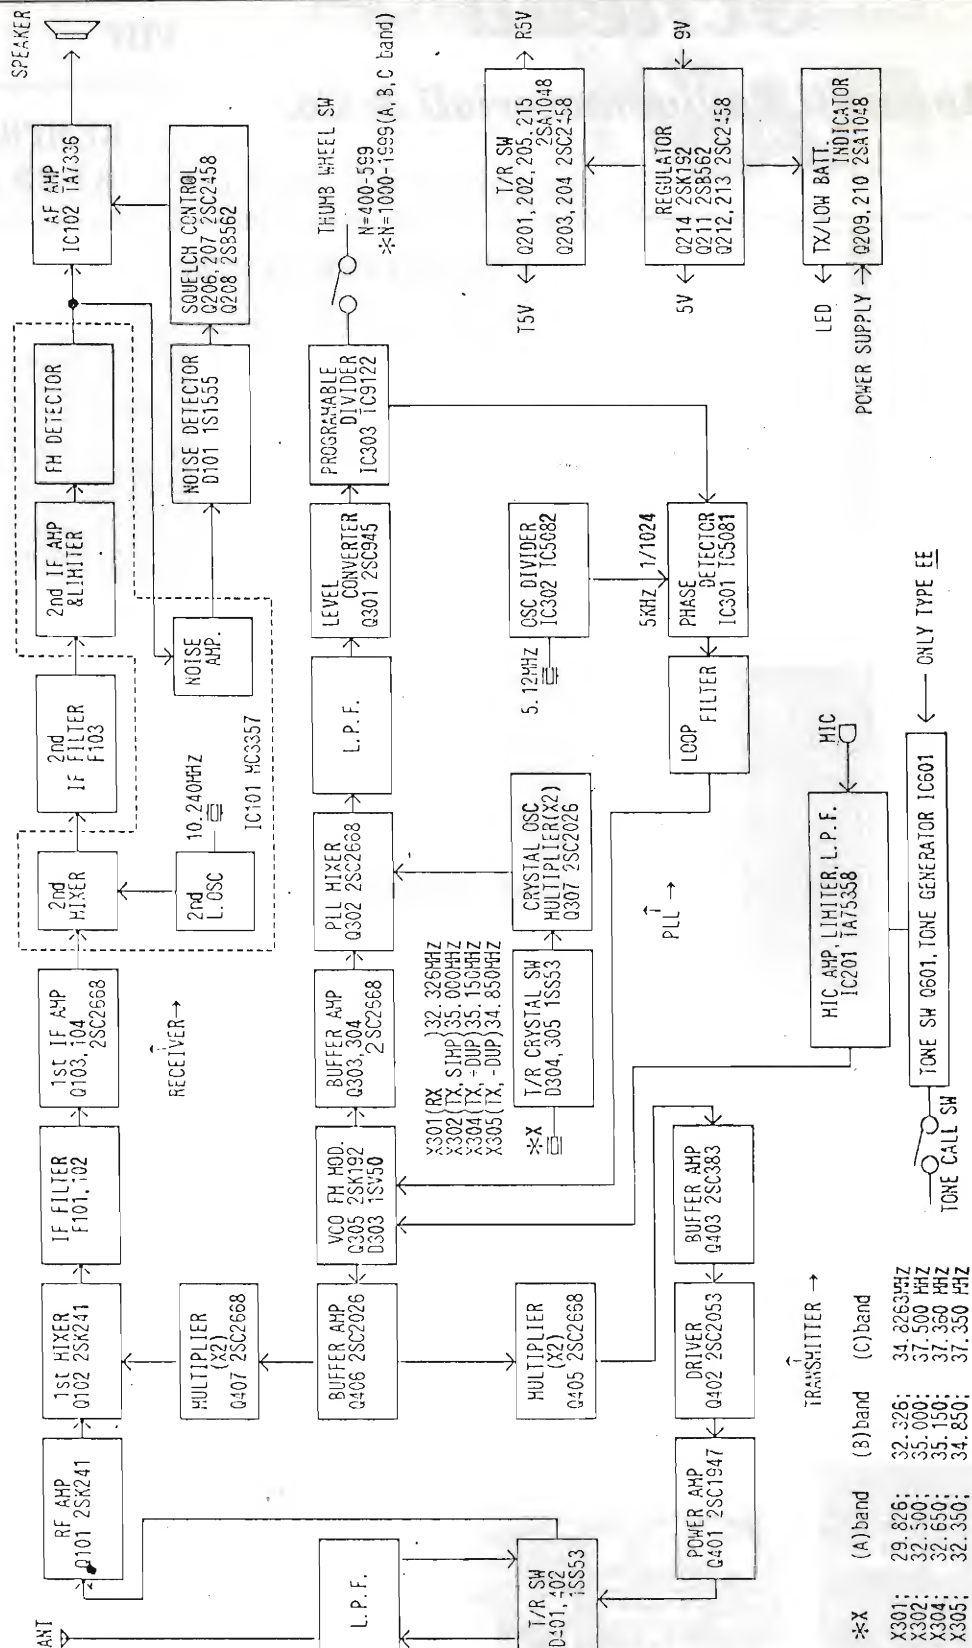 ANT
RF AMP
Q101 2SK241
1st MIXER
Q102 2SK241
IF FILTER
F101,102
1st IF AMP
Q103,104
2SC2668
2nd
MIXER
2nd
IF FILTER
F103
2nd IF AMP
&LIMITER
FM DETECTOR
AF AMP
IC102 TA7336
SPEAKER
2nd
L.OSC
10.240MHZ
IC101 MC3357
NOISE
AMP.
NOISE DETECTOR
D101 1S1555
SQUELCH CONTROL
Q206,207 2SC2458
Q208 2SB562
RECEIVER→
MULTIPLIER
(X2)
Q407 2SC2668
BUFFER AMP
Q406 2SC2026
VCO FM MOD.
Q305 2SK192
D303 1SV50
BUFFER AMP
Q303,304
2SC2668
PLL MIXER
Q302 2SC2668
L.P.F.
LEVEL
CONVERTER
Q301 2SC945
PROGRAMABLE
DIVIDER
IC303 TC9122
THUMB WHEEL SW
N=400-599
※N=1000-1999(A,B,C band)
X301(RX )32.326MHZ
X302(TX,SIMP)35.000MHZ
X304(TX,+DUP)35.150MHZ
X305(TX,-DUP)34.850MHZ
※X
T/R CRYSTAL SW
D304,305 1SS53
CRYSTAL OSC
MULTIPLIER(X2)
Q307 2SC2026
5.12MHZ
OSC DIVIDER
IC302 TC5082
5KHZ 1/1024
PHASE
DETECTOR
IC301 TC5081
LOOP
FILTER
PLL →
T5V
T/R SW
Q201,202,205,215
2SA1048
Q203,204 2SC2458
R5V
5V
REGULATOR
Q214 2SK192
Q211 2SB562
Q212,213 2SC2458
9V
LED
TX/LOW BATT.
INDICATOR
Q209,210 2SA1048
POWER SUPPLY
L.P.F.
T/R SW
D401,402
1SS53
MULTIPLIER
(X2)
Q405 2SC2668
BUFFER AMP
Q403 2SC383
DRIVER
Q402 2SC2053
POWER AMP
Q401 2SC1947
TRANSMITTER →
MIC
MIC AMP,LIMITER,L.P.F.
IC201 TA75358
TONE CALL SW
TONE SW Q601,TONE GENERATOR IC601
ONLY TYPE EE
※X (A)band (B)band (C)band
X301; 29.826; 32.326; 34.8263MHZ
X302; 32.500; 35.000; 37.500 MHZ
X304; 32.650; 35.150; 37.360 MHZ
X305; 32.350; 34.850; 37.350 MHZ